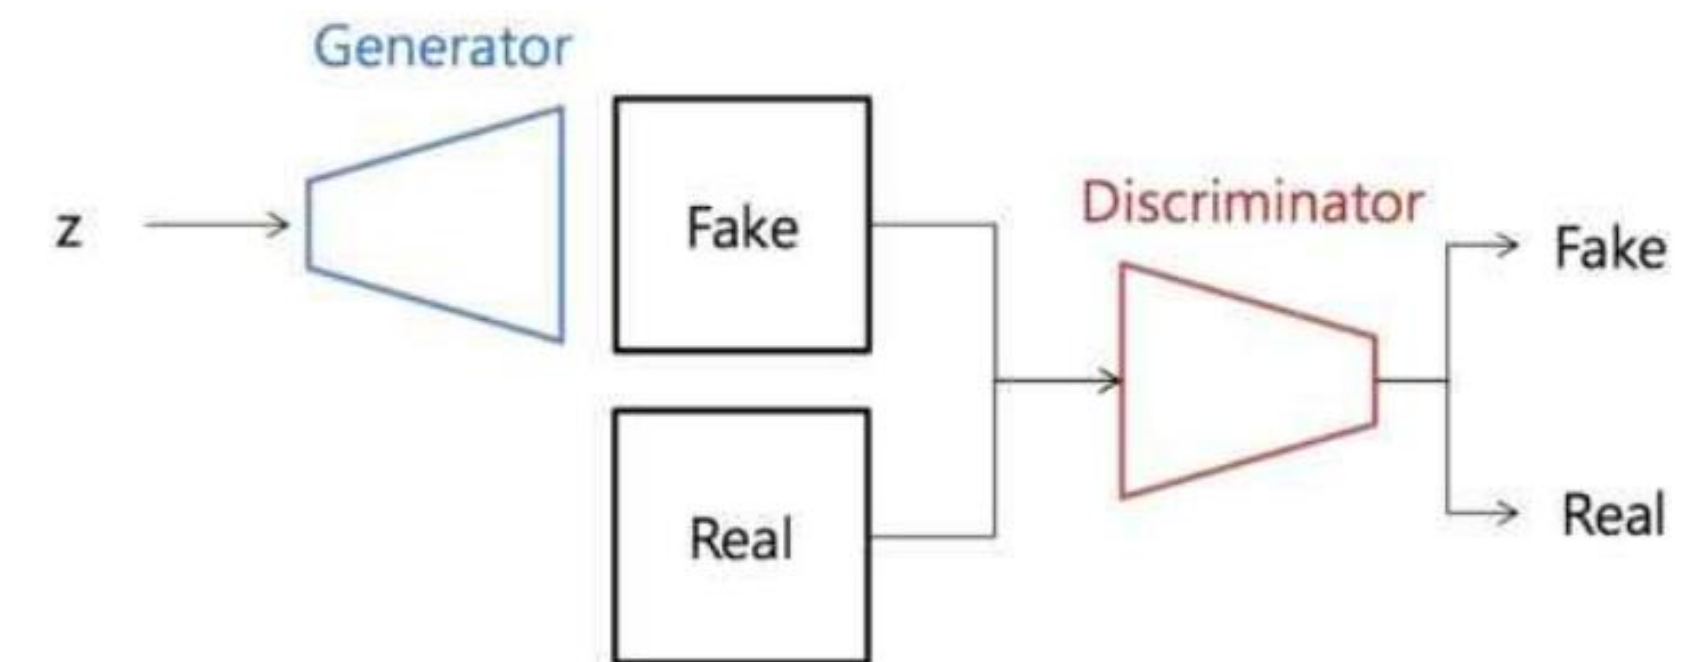 Generator
z
Fake
Discriminator
Fake
Real
Real